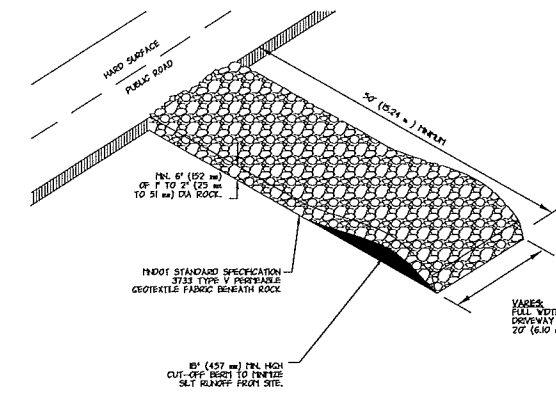 HARD SURFACE
PUBLIC ROAD
50' (15.24 m) MINIMUM
MIN. 6" (152 mm)
OF 1" TO 2" (25 mm
TO 51 mm) DIA ROCK.
MNDOT STANDARD SPECIFICATION
3733 TYPE V PERMEABLE
GEOTEXTILE FABRIC BENEATH ROCK
VARIES:
FULL WIDT
DRIVEWAY
20' (6.10
18" (457 mm) MIN. HIGH
CUT-OFF BERM TO MINIMIZE
SILT RUNOFF FROM SITE.